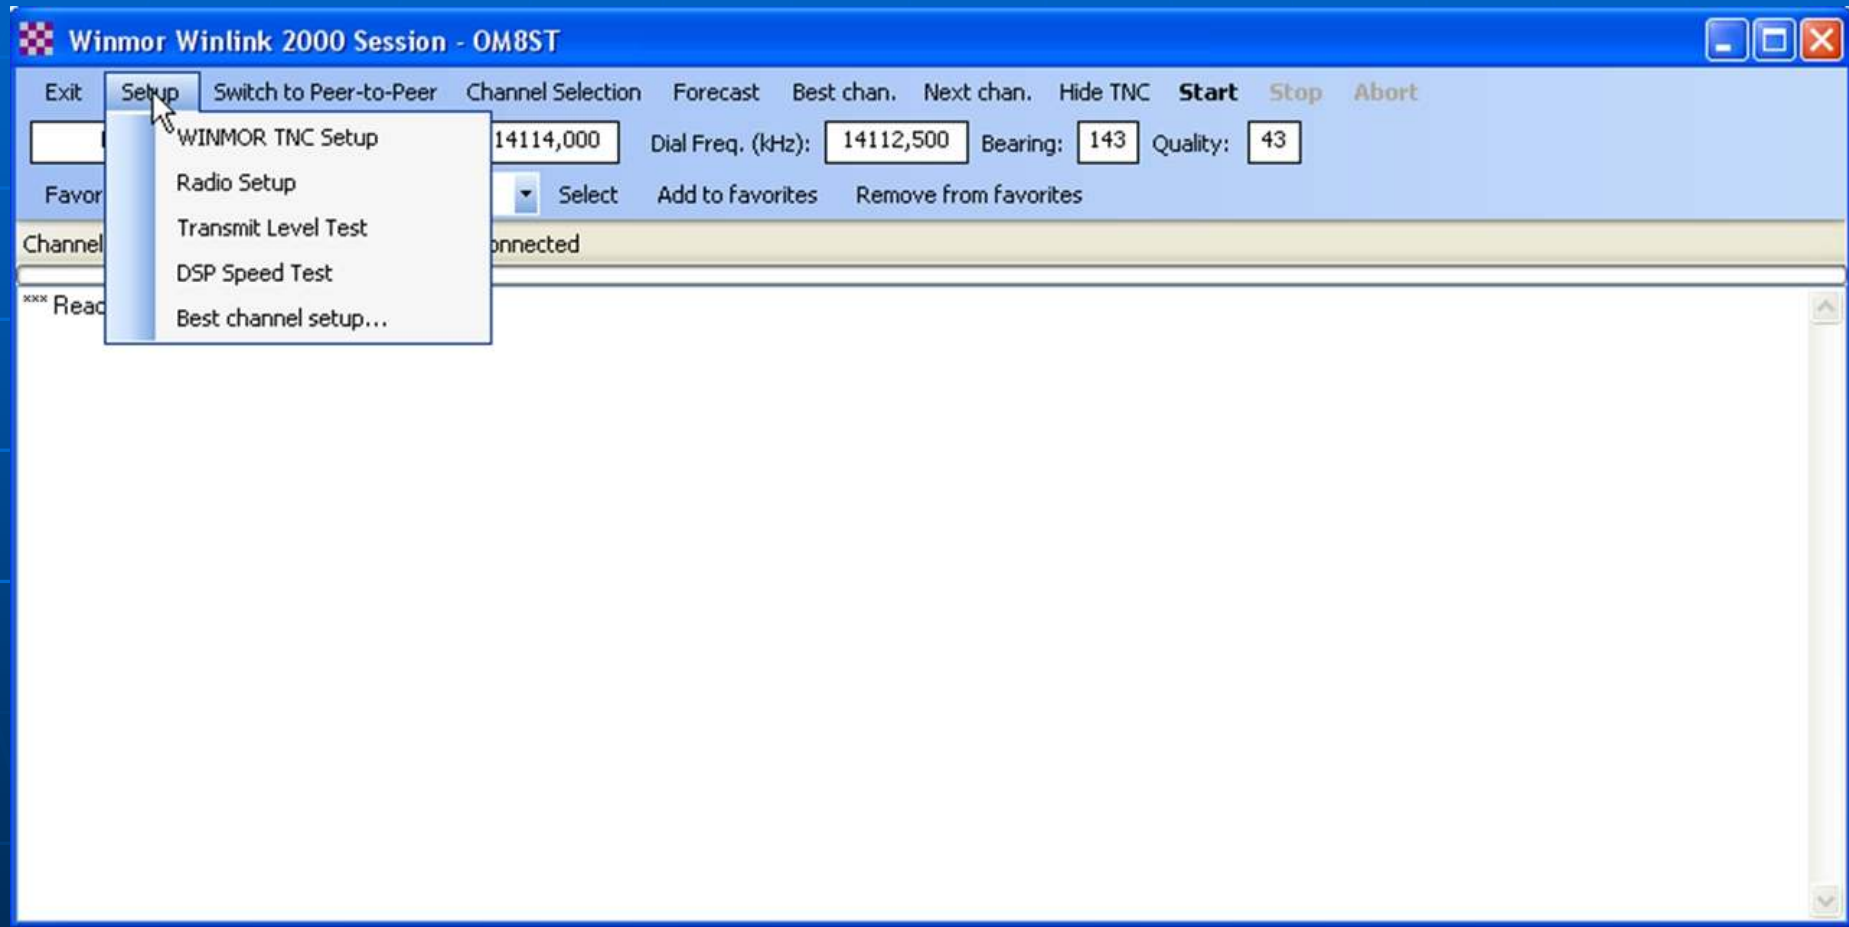 Winmor Winlink 2000 Session - OM8ST
Exit Setup Switch to Peer-to-Peer Channel Selection Forecast Best chan. Next chan. Hide TNC Start Stop Abort
14114,000 Dial Freq. (kHz): 14112,500 Bearing: 143 Quality: 43
Favor Select Add to favorites Remove from favorites
Channel onnected
*** Reac
WINMOR TNC Setup
Radio Setup
Transmit Level Test
DSP Speed Test
Best channel setup...